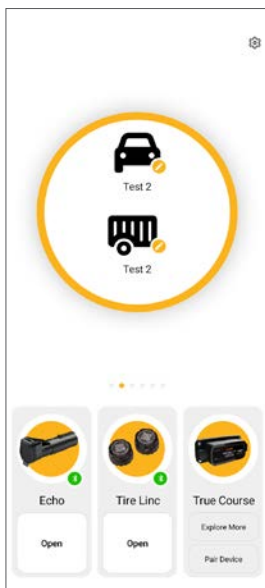 Test 2
Test 2
Echo
Tire Linc
True Course
Open
Open
Explore More
Pair Device